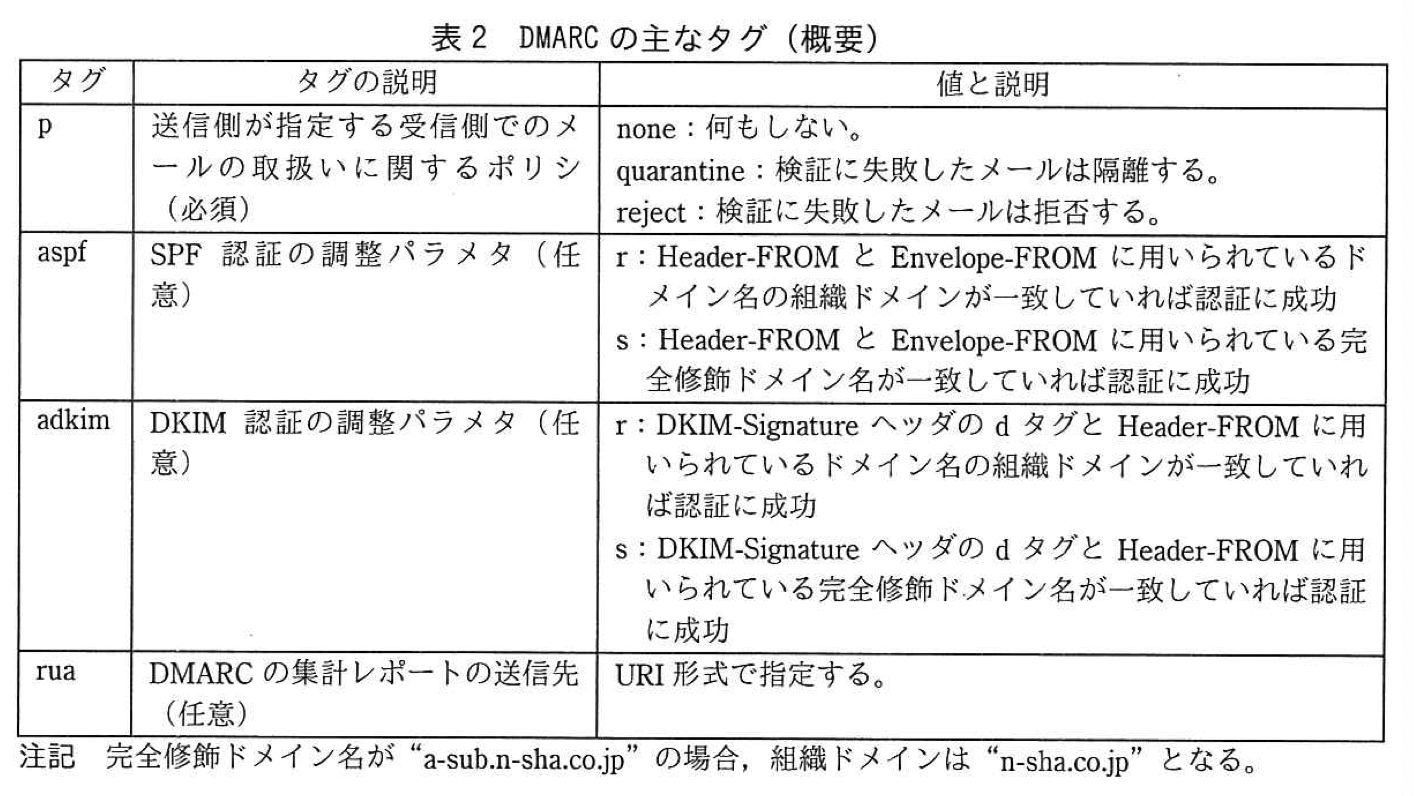 表2 DMARCの主なタグ（概要）
タグ
タグの説明
値と説明
p
送信側が指定する受信側でのメ
ールの取扱いに関するポリシ
（必須）
none：何もしない。
quarantine：検証に失敗したメールは隔離する。
reject：検証に失敗したメールは拒否する。
aspf
SPF 認証の調整パラメタ（任
意）
r：Header-FROM と Envelope-FROM に用いられているド
メイン名の組織ドメインが一致していれば認証に成功
s：Header-FROM と Envelope-FROM に用いられている完
全修飾ドメイン名が一致していれば認証に成功
adkim
DKIM 認証の調整パラメタ（任
意）
r：DKIM-Signature ヘッダの d タグと Header-FROM に用
いられているドメイン名の組織ドメインが一致していれ
ば認証に成功
s：DKIM-Signature ヘッダの d タグと Header-FROM に用
いられている完全修飾ドメイン名が一致していれば認証
に成功
rua
DMARC の集計レポートの送信先
（任意）
URI 形式で指定する。
注記 完全修飾ドメイン名が“a-sub.n-sha.co.jp”の場合，組織ドメインは“n-sha.co.jp”となる。